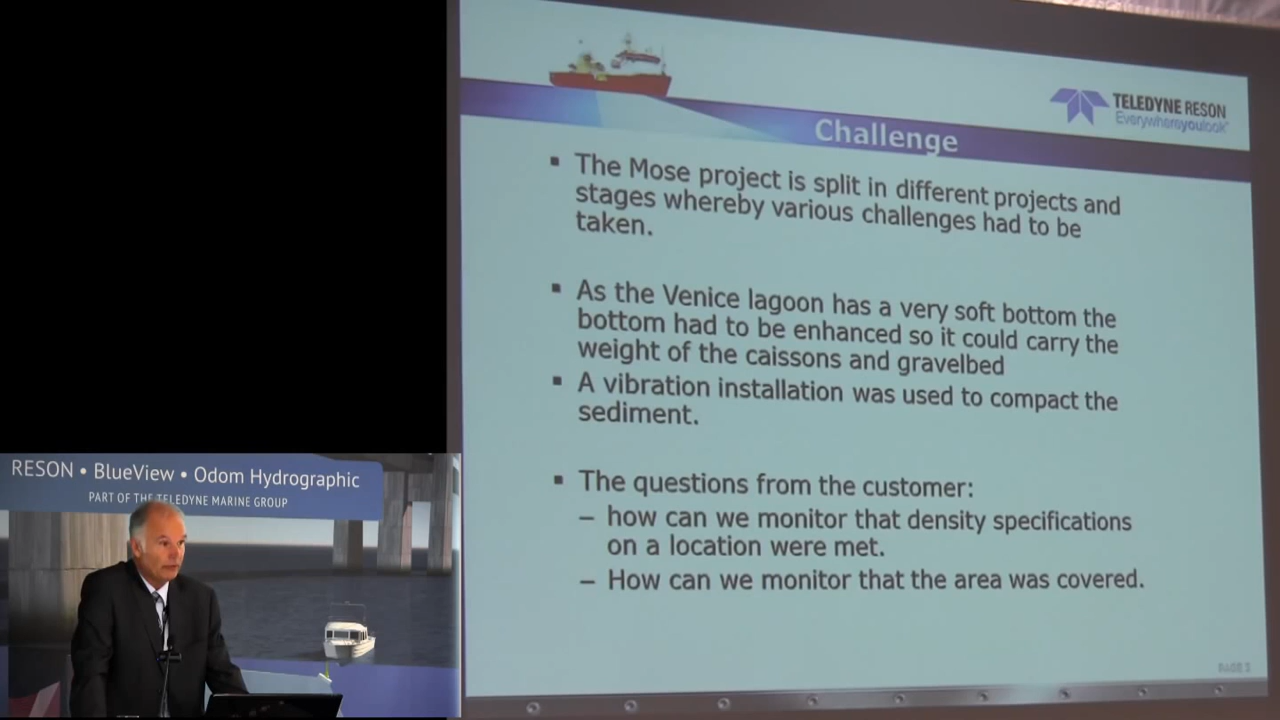 TELEDYNE RESON
Everywhereyoulook
Challenge
▪ The Mose project is split in different projects and
stages whereby various challenges had to be
taken.
▪ As the Venice lagoon has a very soft bottom the
bottom had to be enhanced so it could carry the
weight of the caissons and gravelbed
▪ A vibration installation was used to compact the
sediment.
▪ The questions from the customer:
– how can we monitor that density specifications
on a location were met.
– How can we monitor that the area was covered.
RESON • BlueView • Odom Hydrographic
PART OF THE TELEDYNE MARINE GROUP